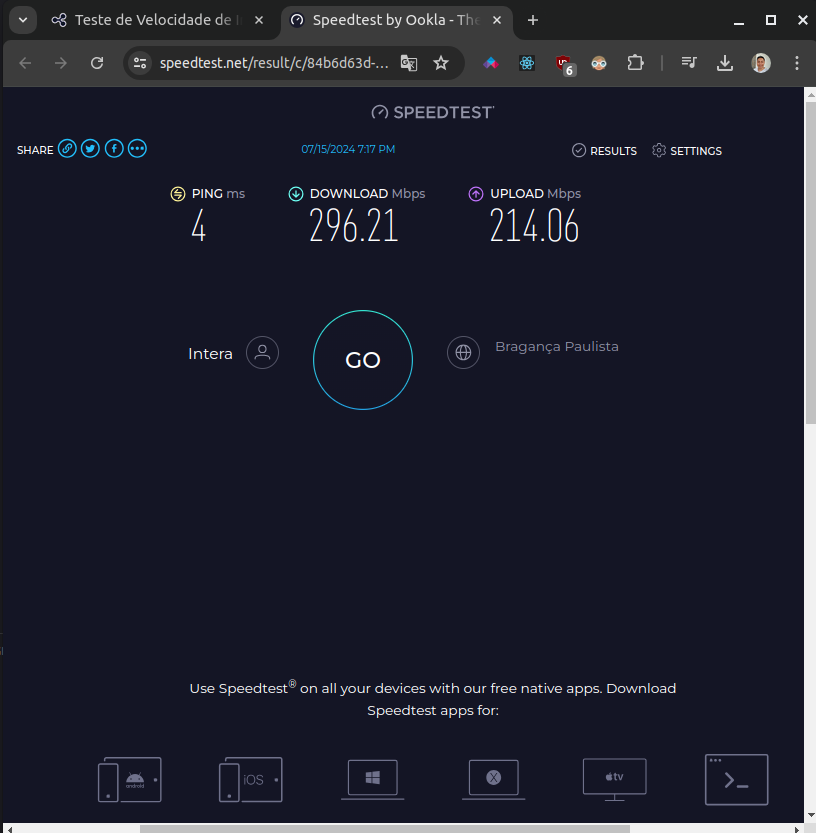 Teste de Velocidade de I
Speedtest by Ookla - The
speedtest.net/result/c/84b6d63d-...
6
SPEEDTEST
SHARE
07/15/2024 7:17 PM
RESULTS
SETTINGS
PING ms
DOWNLOAD Mbps
UPLOAD Mbps
4
296.21
214.06
Intera
GO
Bragança Paulista
Use Speedtest® on all your devices with our free native apps. Download
Speedtest apps for:
android
iOS
X
tv